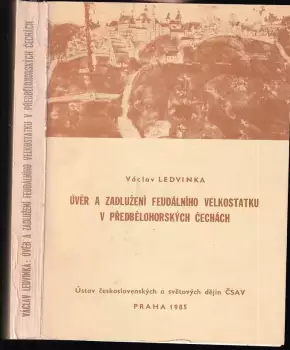 VÁCLAV LEDVINKA: ÚVĚR A ZADLUŽENÍ FEUDÁLNÍHO VELKOSTATKU V PŘEDBĚLOHORSKÝCH ČECHÁCH
Václav LEDVINKA
ÚVĚR A ZADLUŽENÍ FEUDÁLNÍHO VELKOSTATKU
V PŘEDBĚLOHORSKÝCH ČECHÁCH
Ústav československých a světových dějin ČSAV
PRAHA 1985